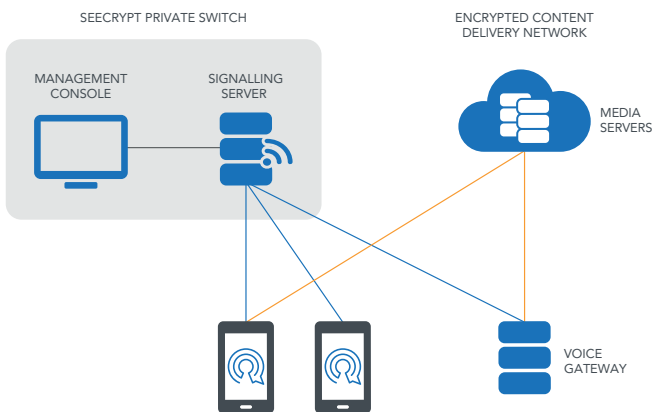 SEECRYPT PRIVATE SWITCH
ENCRYPTED CONTENT
DELIVERY NETWORK
MANAGEMENT
CONSOLE
SIGNALLING
SERVER
MEDIA
SERVERS
VOICE
GATEWAY